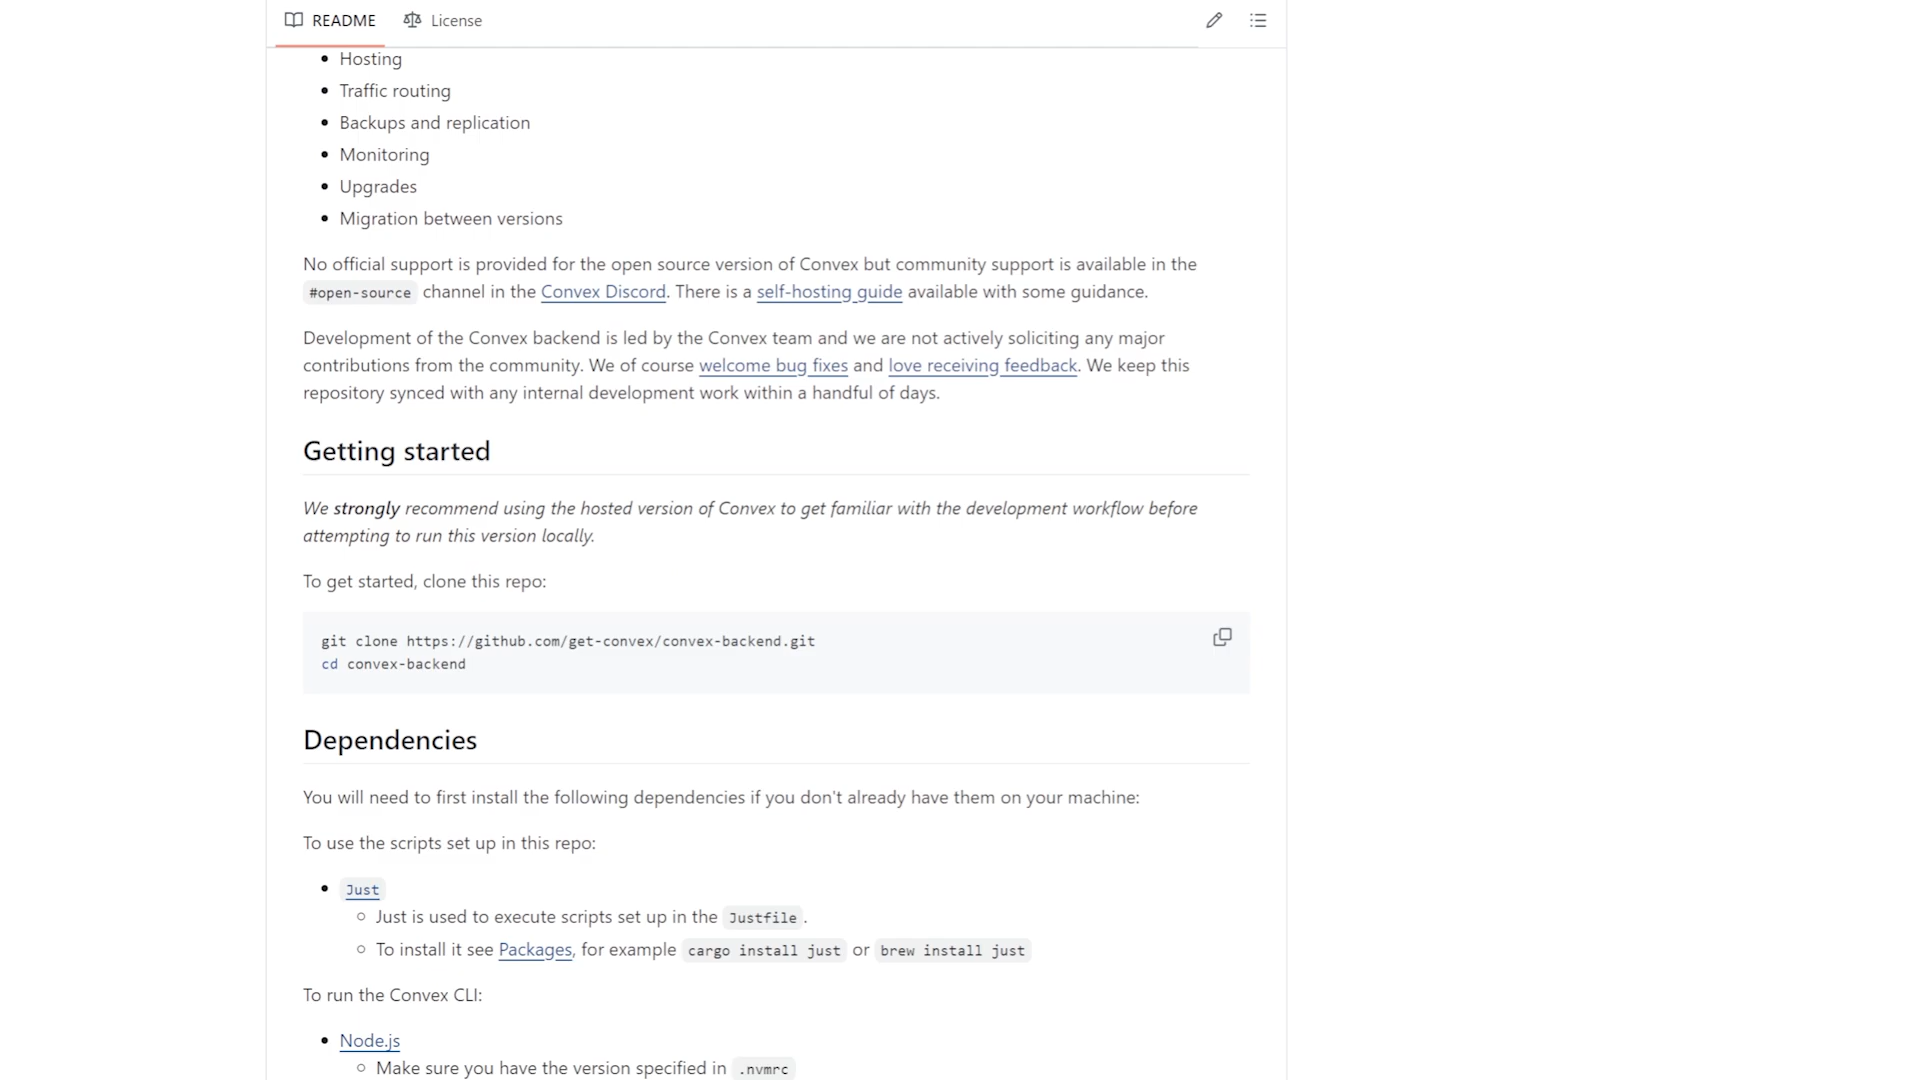 README License
Hosting
Traffic routing
Backups and replication
Monitoring
Upgrades
Migration between versions
No official support is provided for the open source version of Convex but community support is available in the
#open-source channel in the Convex Discord. There is a self-hosting guide available with some guidance.
Development of the Convex backend is led by the Convex team and we are not actively soliciting any major
contributions from the community. We of course welcome bug fixes and love receiving feedback. We keep this
repository synced with any internal development work within a handful of days.
Getting started
We strongly recommend using the hosted version of Convex to get familiar with the development workflow before
attempting to run this version locally.
To get started, clone this repo:
git clone https://github.com/get-convex/convex-backend.git
cd convex-backend
Dependencies
You will need to first install the following dependencies if you don't already have them on your machine:
To use the scripts set up in this repo:
Just
Just is used to execute scripts set up in the Justfile.
To install it see Packages, for example cargo install just or brew install just
To run the Convex CLI:
Node.js
Make sure you have the version specified in .nvmrc